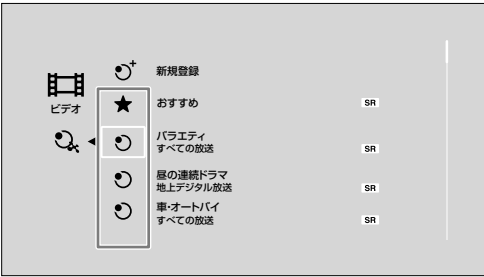 新規登録
ビデオ
おすすめ SR
バラエティ
すべての放送 SR
昼の連続ドラマ
地上デジタル放送 SR
車・オートバイ
すべての放送 SR